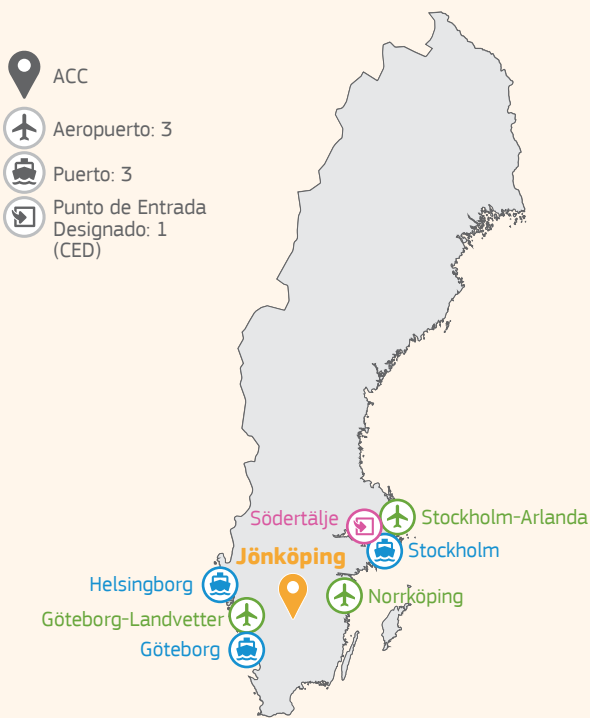 ACC
Aeropuerto: 3
Puerto: 3
Punto de Entrada
Designado: 1
(CED)
Södertälje
Stockholm-Arlanda
Stockholm
Jönköping
Helsingborg
Norrköping
Göteborg-Landvetter
Göteborg